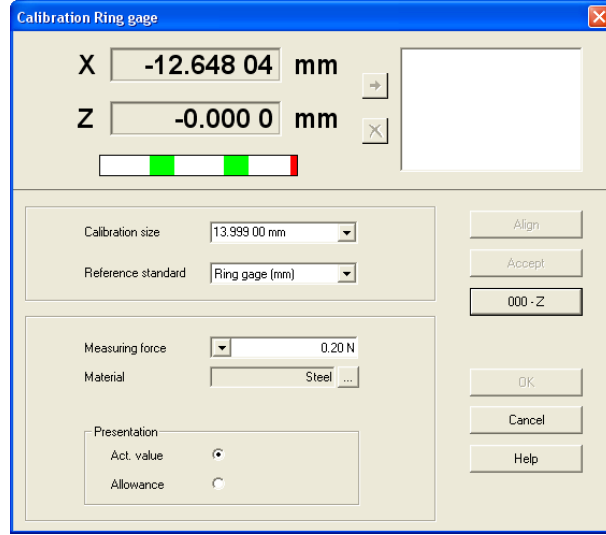 Calibration Ring gage
X -12.648 04 mm
Z -0.000 0 mm
Calibration size 13.999 00 mm
Align
Reference standard Ring gage (mm)
Accept
000 - Z
Measuring force 0.20 N
Material Steel ...
OK
Cancel
Presentation
Act. value
Help
Allowance